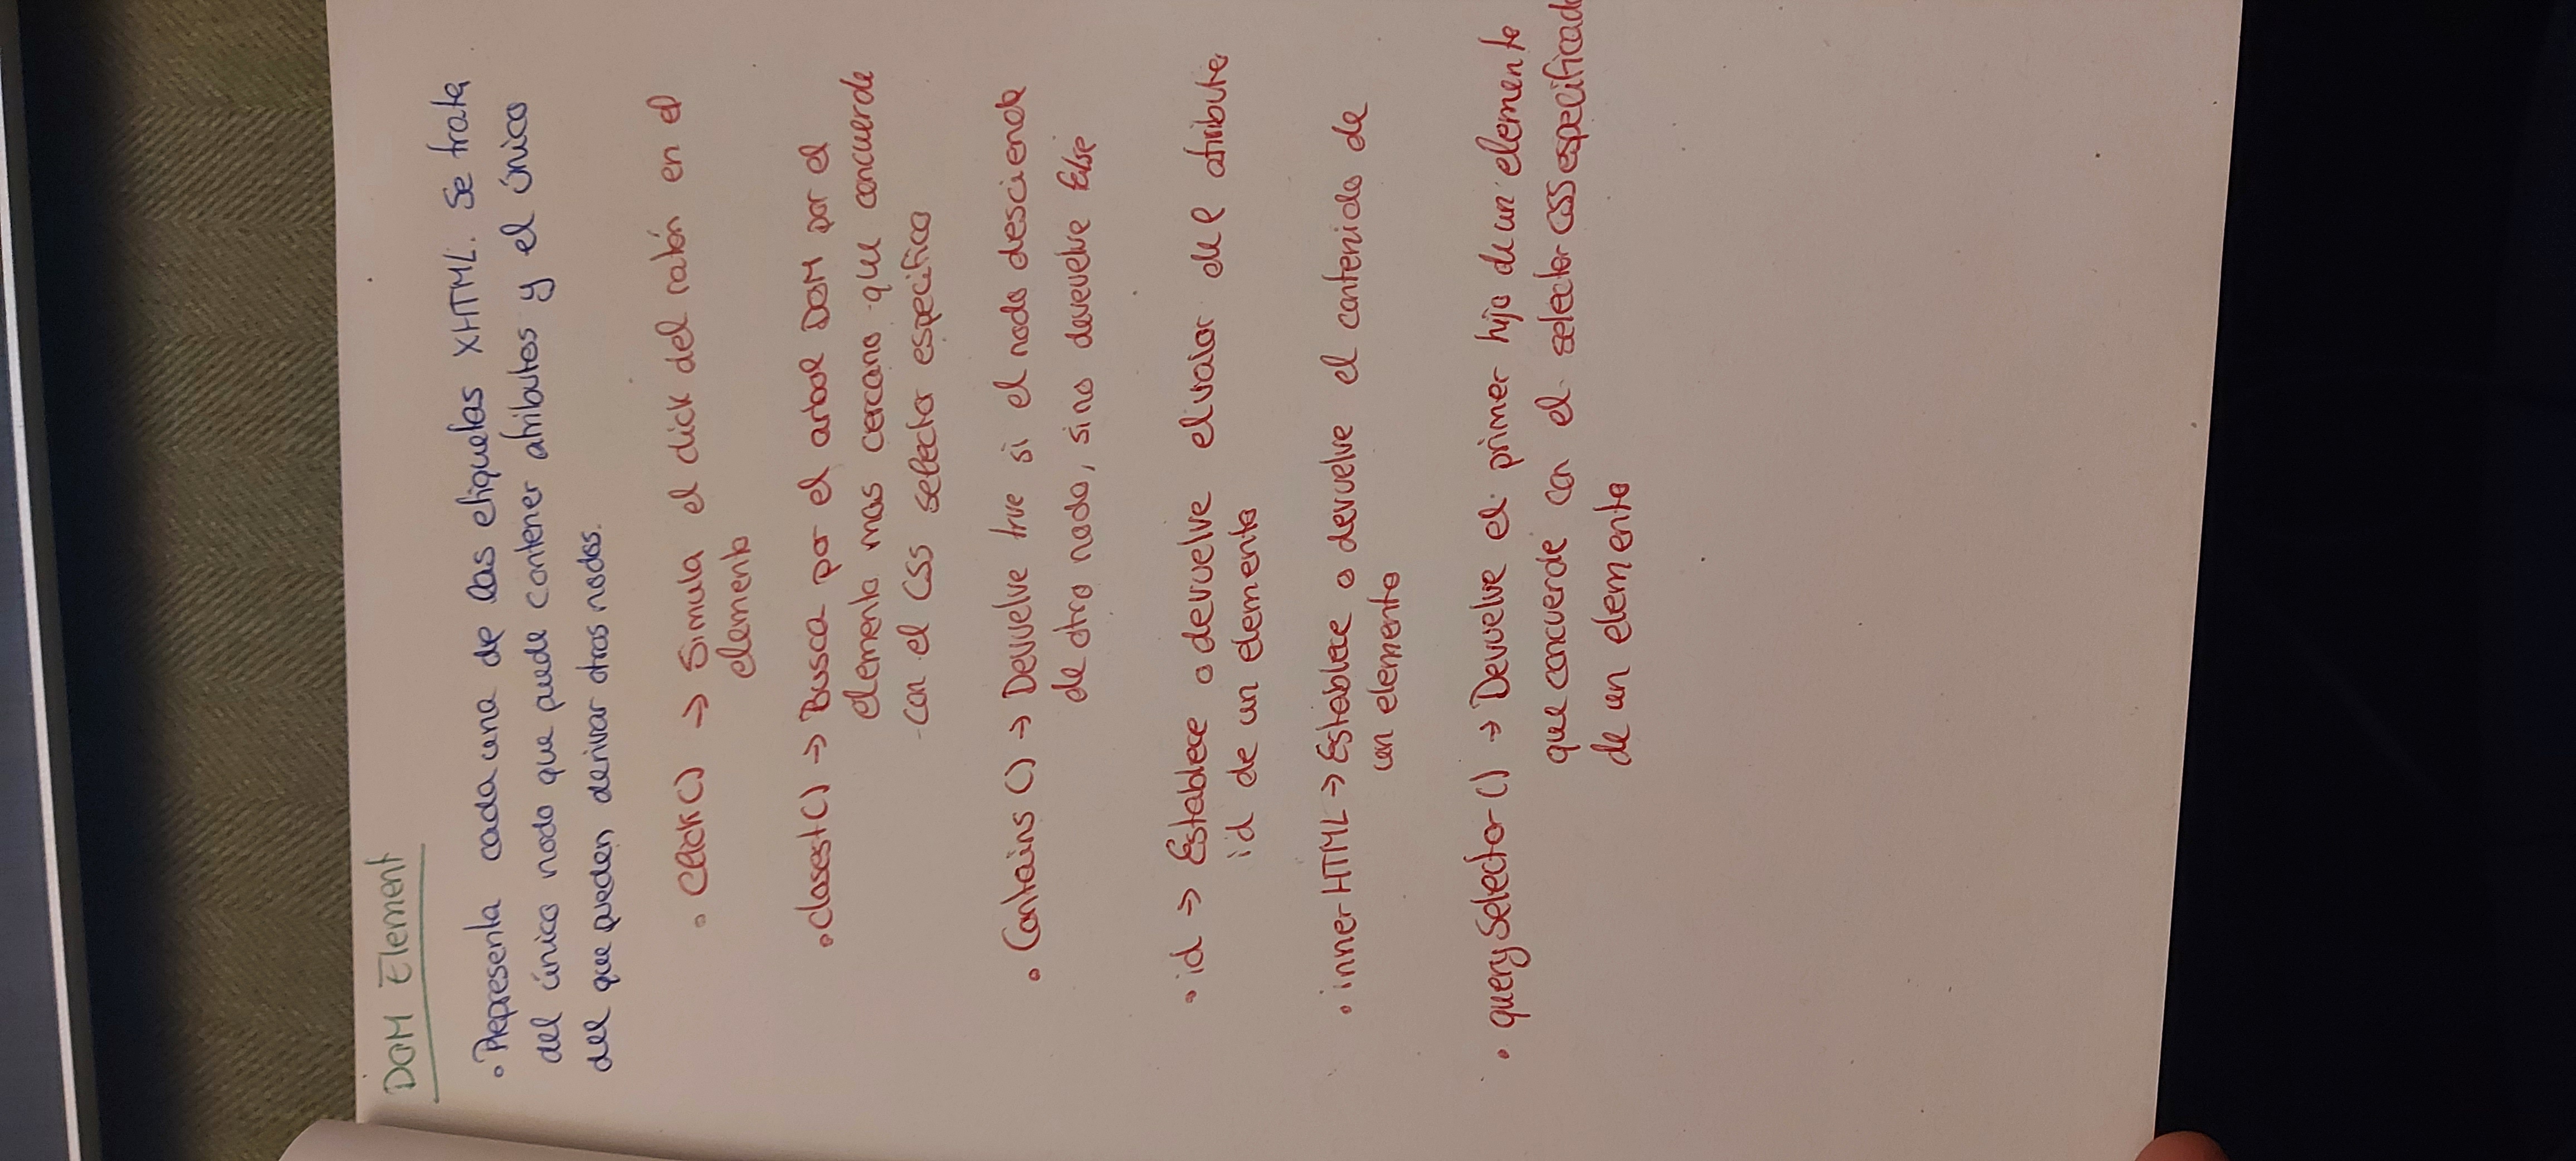 DOM Element
• Representa cada una de las etiquetas XHTML. Se trata
del único nodo que puede contener atributos y el único
del que pueden derivar otros nodos.
• Click() → Simula el click del ratón en el
elemento
• closest() → Busca por el arbol DOM por el
elemento mas cercano que concuerde
con el CSS selector especifico
• Contains () → Devuelve true si el nodo desciende
de otro nodo, sino devuelve false
• id → Establece o devuelve el valor del atributo
id de un elemento
• innerHTML → Establece o devuelve el contenido de
un elemento
• querySelector () → Devuelve el primer hijo de un elemento
que concuerde con el selector CSS especificado
de un elemento